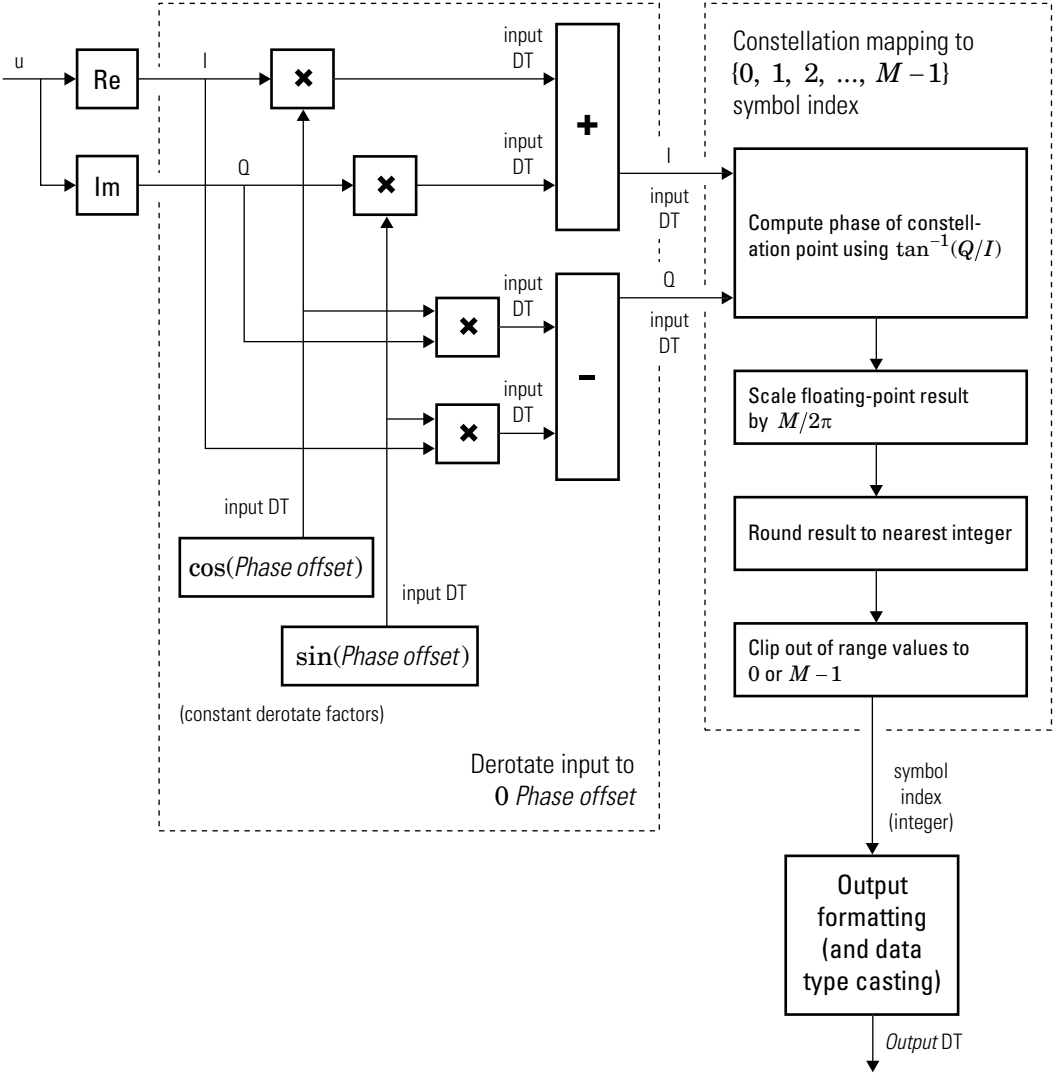 u
Re
I
×
input
DT
+
Constellation mapping to
{0, 1, 2, ..., M – 1}
symbol index
Im
Q
×
input
DT
I
input
DT
Compute phase of constell-
ation point using tan⁻¹(Q/I)
×
input
DT
–
Q
input
DT
×
input
DT
Scale floating-point result
by M/2π
input DT
cos(Phase offset)
Round result to nearest integer
input DT
sin(Phase offset)
Clip out of range values to
0 or M – 1
(constant derotate factors)
Derotate input to
0 Phase offset
symbol
index
(integer)
Output
formatting
(and data
type casting)
Output DT